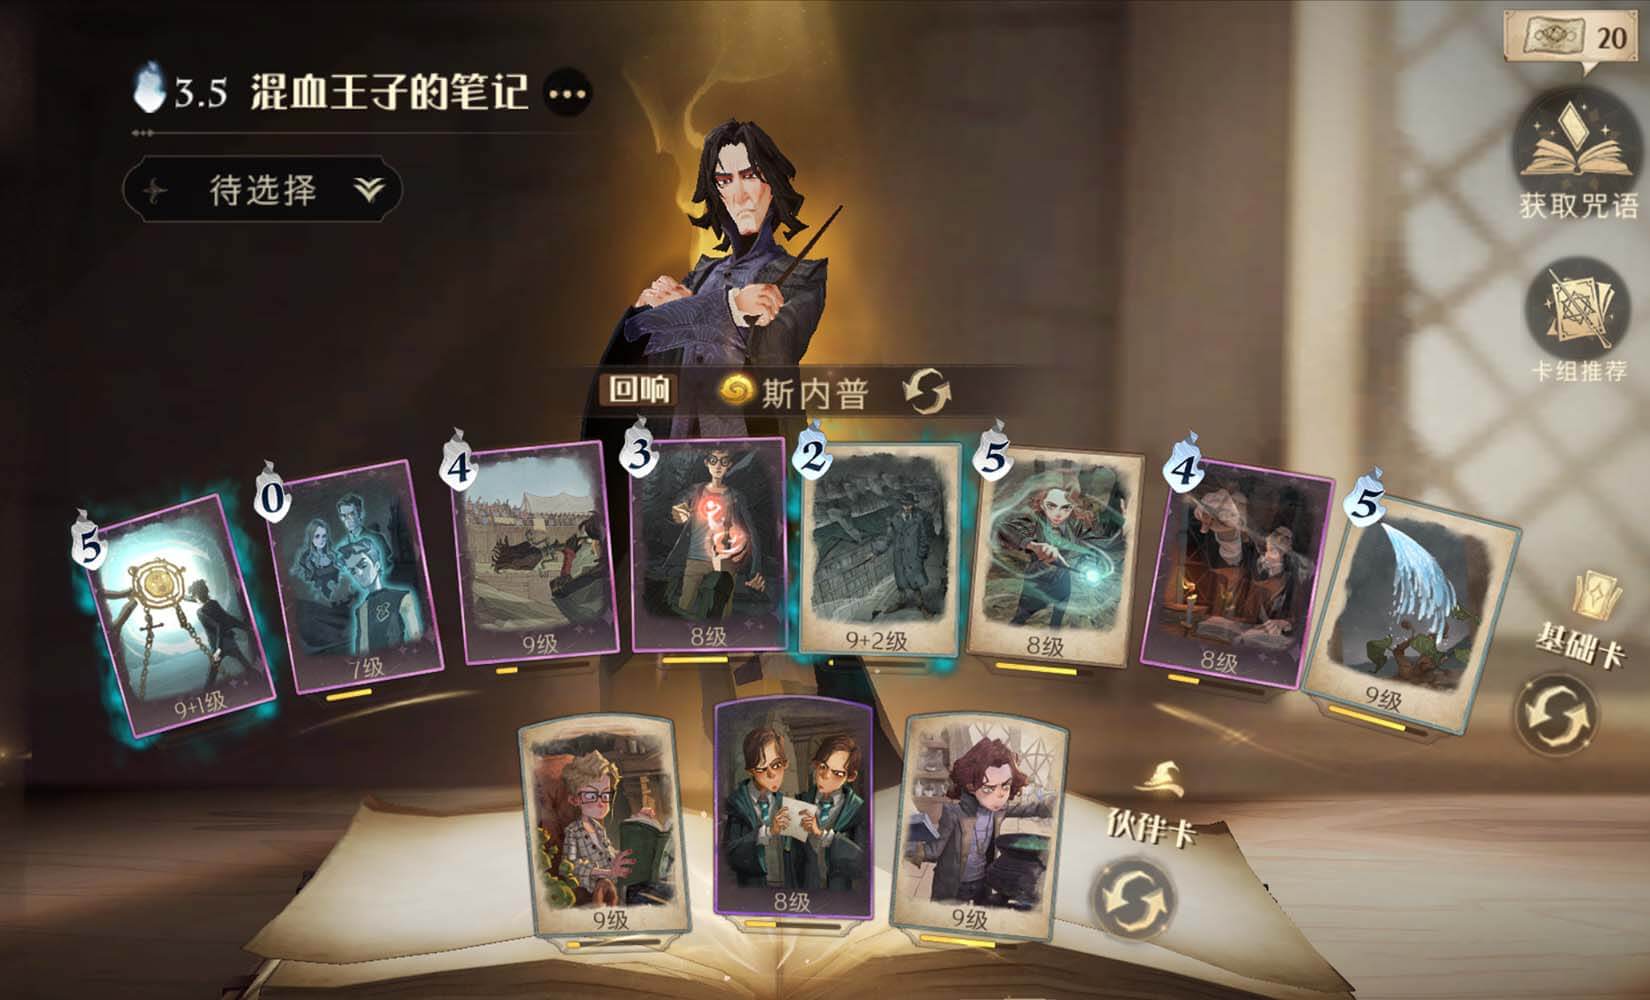 20
3.5 混血王子的笔记
待选择
获取咒语
卡组推荐
回响 斯内普
5
0
4
3
2
5
4
5
9+1级
7级
9级
8级
9+2级
8级
8级
9级
基础卡
伙伴卡
9级
8级
9级